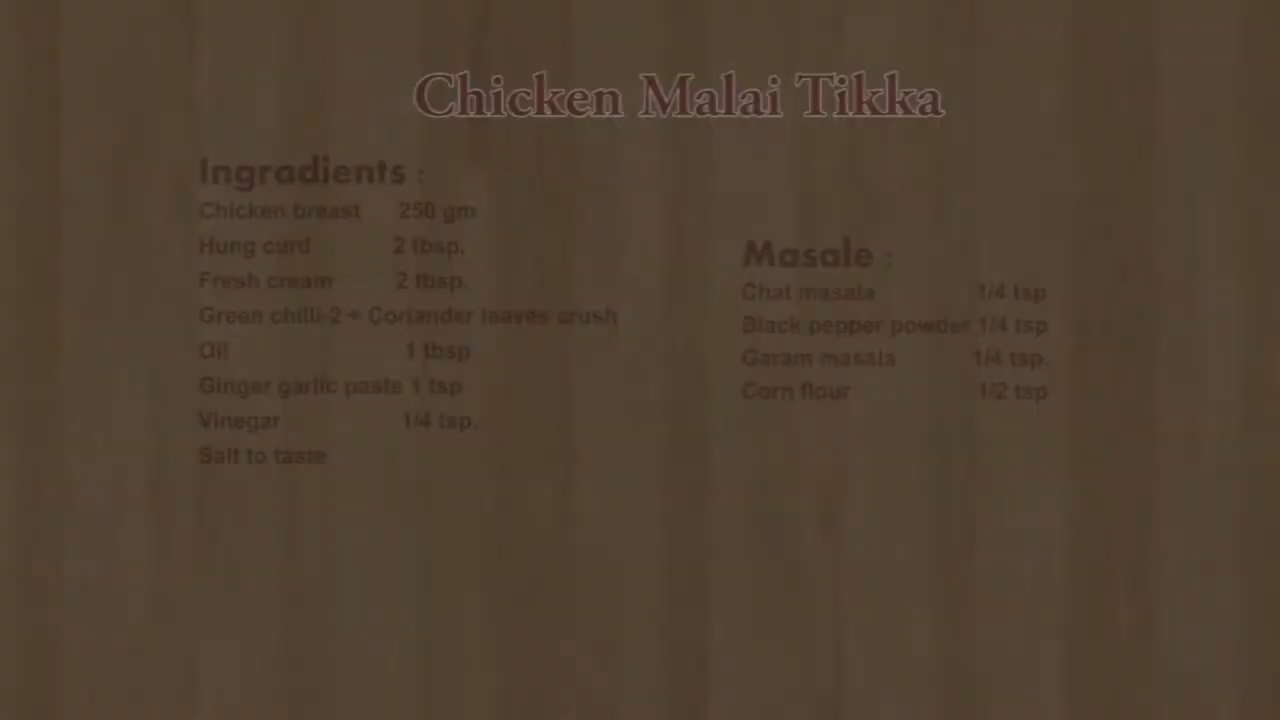 Chicken Malai Tikka
Ingradients :
Chicken breast 250 gm
Hung curd 2 tbsp.
Fresh cream 2 tbsp.
Green chilli-2 + Coriander leaves crush
Oil 1 tbsp
Ginger garlic paste 1 tsp
Vinegar 1/4 tsp.
Salt to taste
Masale :
Chat masala 1/4 tsp
Black pepper powder 1/4 tsp
Garam masala 1/4 tsp.
Corn flour 1/2 tsp